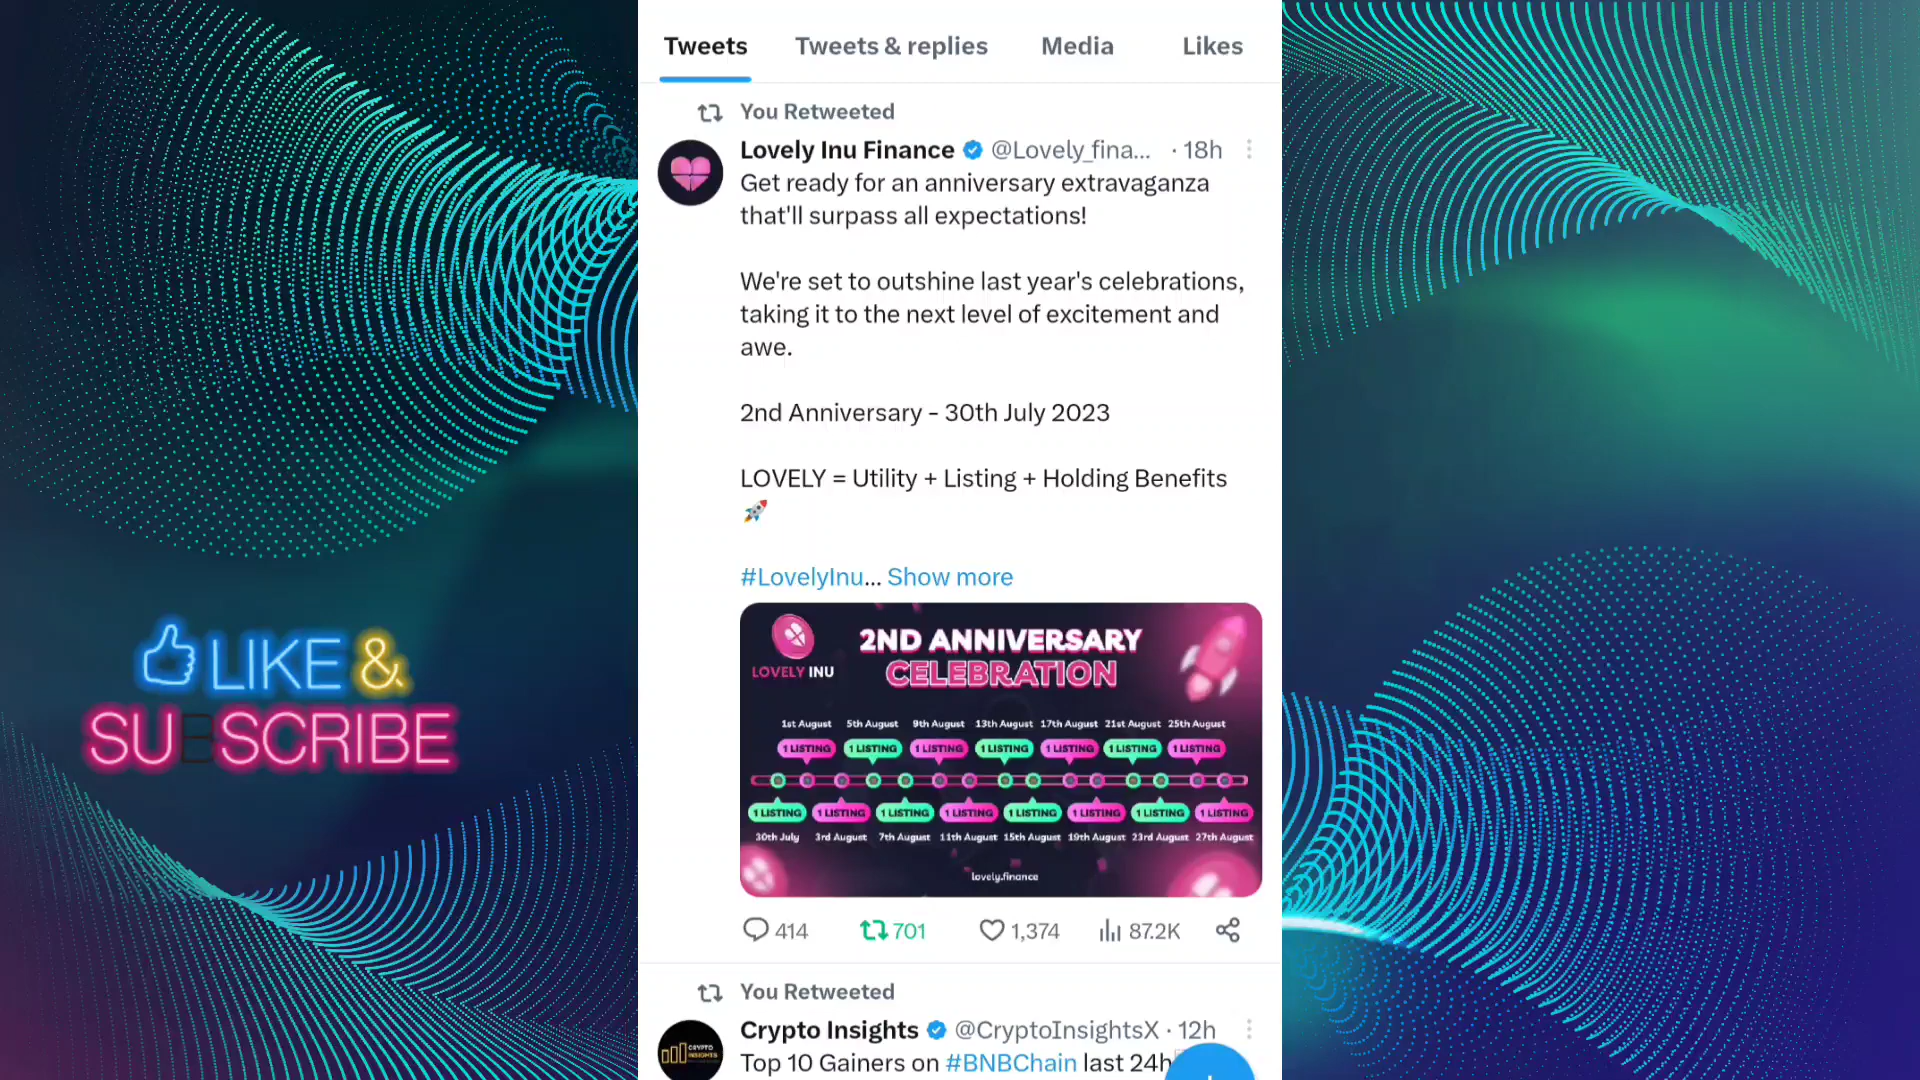 Tweets Tweets & replies Media Likes
You Retweeted
Lovely Inu Finance @Lovely_fina... · 18h
Get ready for an anniversary extravaganza
that'll surpass all expectations!
We're set to outshine last year's celebrations,
taking it to the next level of excitement and
awe.
2nd Anniversary - 30th July 2023
LOVELY = Utility + Listing + Holding Benefits
🚀
#LovelyInu... Show more
2ND ANNIVERSARY
CELEBRATION
LOVELY INU
1st August 5th August 9th August 13th August 17th August 21st August 25th August
1 LISTING 1 LISTING 1 LISTING 1 LISTING 1 LISTING 1 LISTING 1 LISTING
1 LISTING 1 LISTING 1 LISTING 1 LISTING 1 LISTING 1 LISTING 1 LISTING 1 LISTING
30th July 3rd August 7th August 11th August 15th August 19th August 23rd August 27th August
lovely.finance
414 701 1,374 87.2K
You Retweeted
Crypto Insights @CryptoInsightsX · 12h
CRYPTO
INSIGHTS
Top 10 Gainers on #BNBChain last 24h
LIKE &
SUBSCRIBE